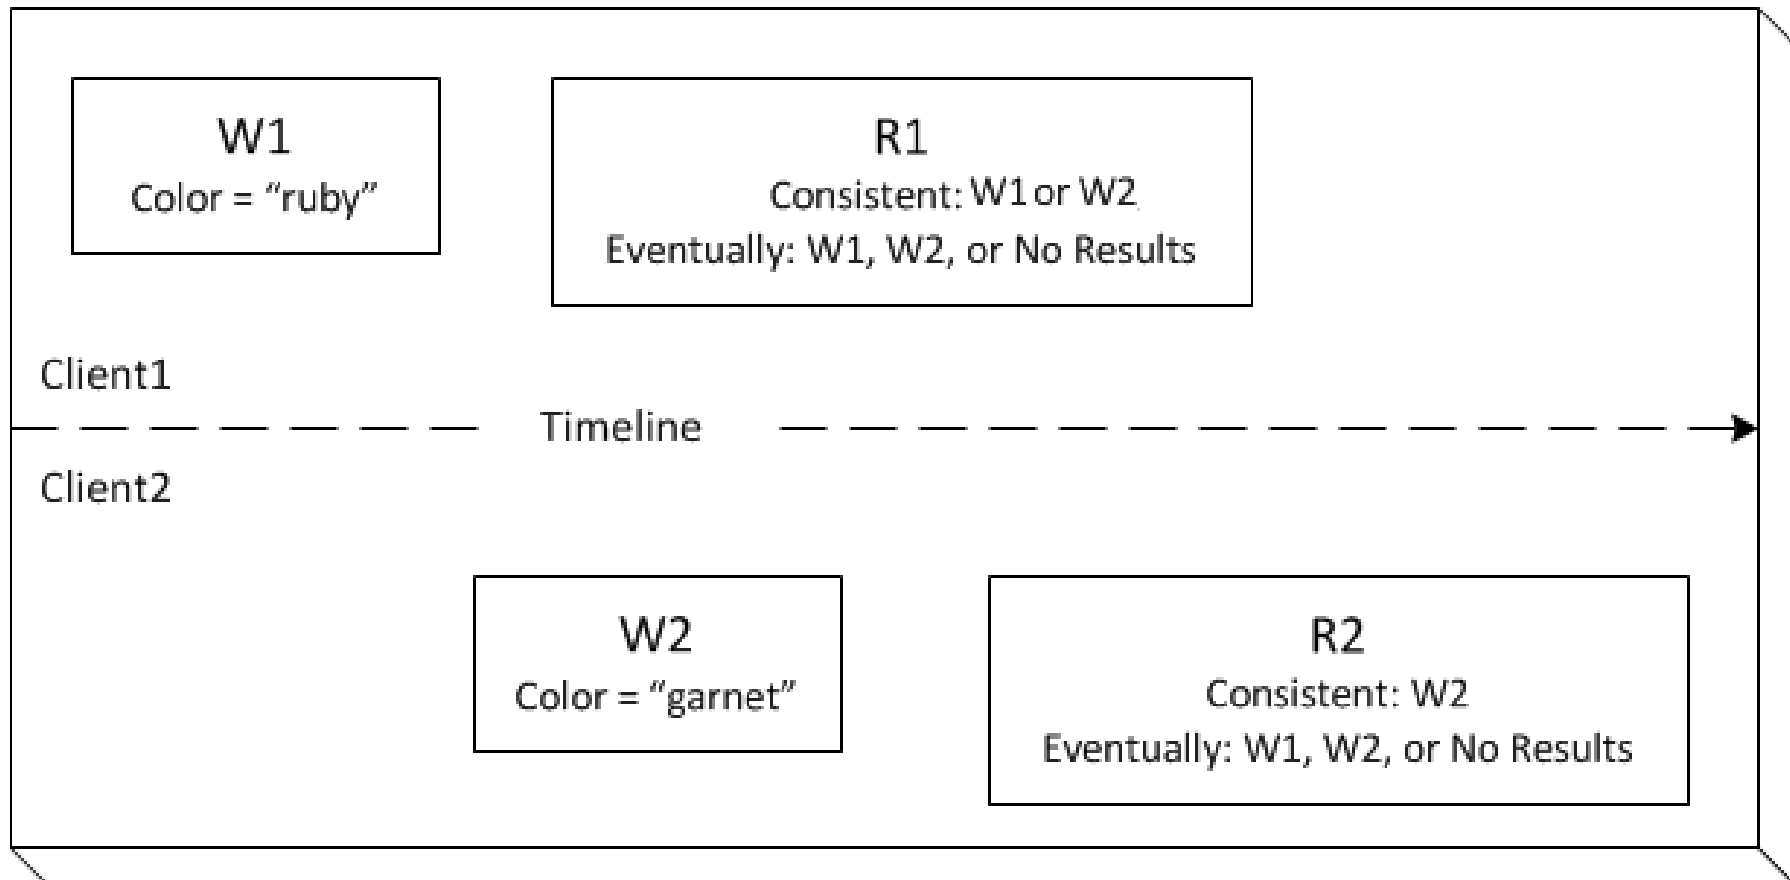 W1
Color = “ruby”
R1
Consistent: W1 or W2
Eventually: W1, W2, or No Results
Client1
Timeline
Client2
W2
Color = “garnet”
R2
Consistent: W2
Eventually: W1, W2, or No Results